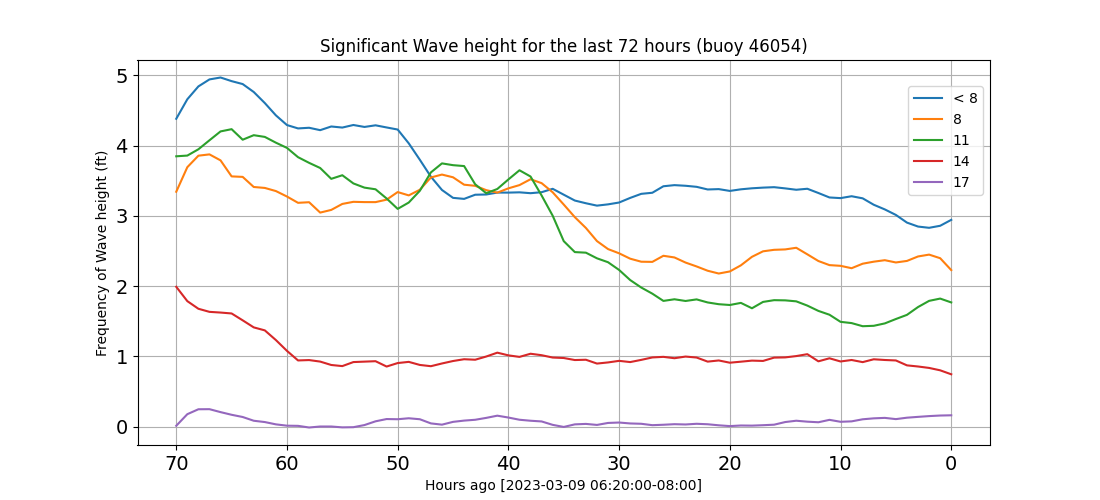 Significant Wave height for the last 72 hours (buoy 46054)
Frequency of Wave height (ft)
5
4
3
2
1
0
< 8
8
11
14
17
70 60 50 40 30 20 10 0
Hours ago [2023-03-09 06:20:00-08:00]